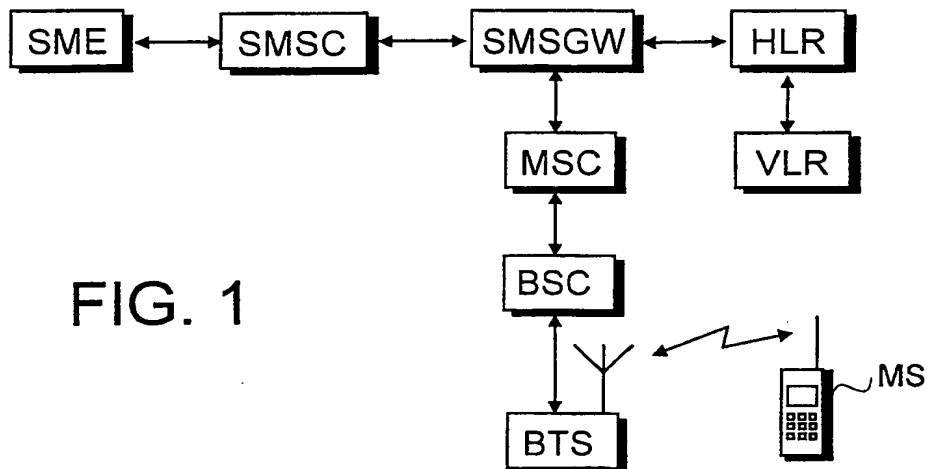 SME
SMSC
SMSGW
HLR
MSC
VLR
BSC
FIG. 1
MS
BTS